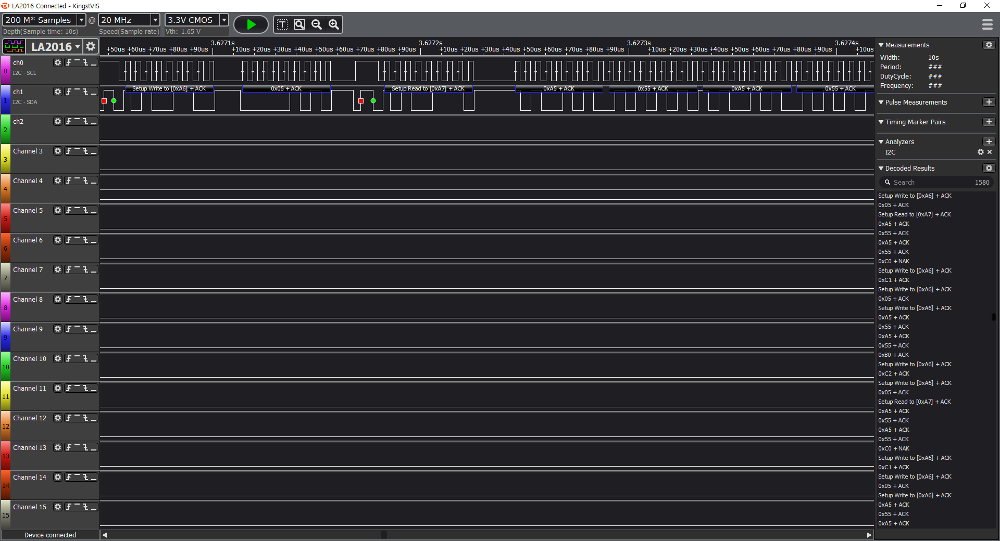 LA2016 Connected - KingstVIS
200 M* Samples @ 20 MHz 3.3V CMOS
Depth(Sample time: 10s) Speed(Sample rate) Vth: 1.65 V
LA2016
3.6271s 3.6272s 3.6273s 3.6274s
+50us +60us +70us +80us +90us +10us +20us +30us +40us +50us +60us +70us +80us +90us +10us +20us +30us +40us +50us +60us +70us +80us +90us +10us +20us +30us +40us +50us +60us +70us +80us +90us +10us
0 ch0
I2C - SCL
1 ch1
I2C - SDA
Setup Write to [0xA6] + ACK 0x05 + ACK Setup Read to [0xA7] + ACK 0xA5 + ACK 0x55 + ACK 0xA5 + ACK 0x55 + ACK
2 ch2
3 Channel 3
4 Channel 4
5 Channel 5
6 Channel 6
7 Channel 7
8 Channel 8
9 Channel 9
10 Channel 10
11 Channel 11
12 Channel 12
13 Channel 13
14 Channel 14
15 Channel 15
Device connected
Measurements
Width: 10s
Period: ###
DutyCycle: ###
Frequency: ###
Pulse Measurements
Timing Marker Pairs
Analyzers
I2C
Decoded Results
Search 1580
Setup Write to [0xA6] + ACK
0x05 + ACK
Setup Read to [0xA7] + ACK
0xA5 + ACK
0x55 + ACK
0xA5 + ACK
0x55 + ACK
0xC0 + NAK
Setup Write to [0xA6] + ACK
0xC1 + ACK
Setup Write to [0xA6] + ACK
0x05 + ACK
Setup Write to [0xA6] + ACK
0xA5 + ACK
0x55 + ACK
0xA5 + ACK
0x55 + ACK
0xB0 + ACK
Setup Write to [0xA6] + ACK
0xC2 + ACK
Setup Write to [0xA6] + ACK
0x05 + ACK
Setup Read to [0xA7] + ACK
0xA5 + ACK
0x55 + ACK
0xA5 + ACK
0x55 + ACK
0xC0 + NAK
Setup Write to [0xA6] + ACK
0xC1 + ACK
Setup Write to [0xA6] + ACK
0x05 + ACK
Setup Write to [0xA6] + ACK
0xA5 + ACK
0x55 + ACK
0xA5 + ACK